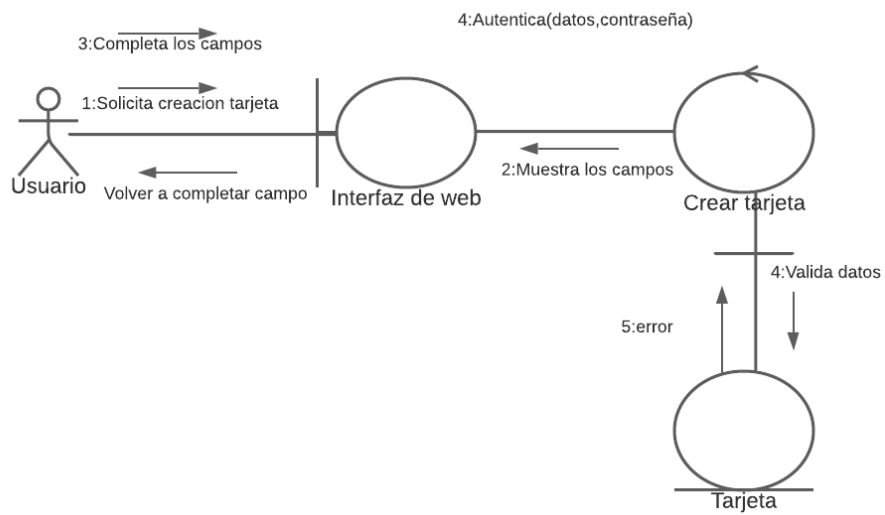 4:Autentica(datos,contraseña)
3:Completa los campos
1:Solicita creacion tarjeta
2:Muestra los campos
Usuario
Volver a completar campo
Interfaz de web
Crear tarjeta
4:Valida datos
5:error
Tarjeta